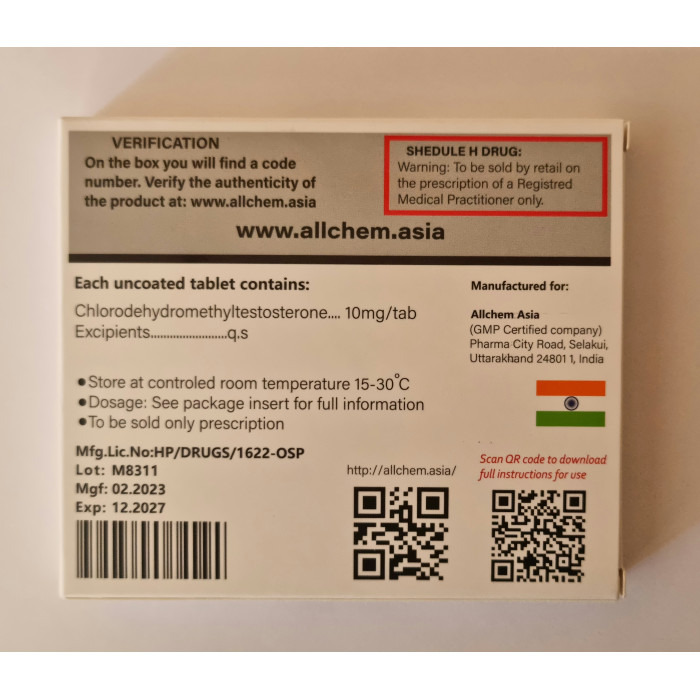 VERIFICATION
On the box you will find a code
number. Verify the authenticity of
the product at: www.allchem.asia
SHEDULE H DRUG:
Warning: To be sold by retail on
the prescription of a Registred
Medical Practitioner only.
www.allchem.asia
Each uncoated tablet contains:
Chlorodehydromethyltestosterone.... 10mg/tab
Excipients........................q.s
Manufactured for:
Allchem Asia
(GMP Certified company)
Pharma City Road, Selakui,
Uttarakhand 248011, India
•Store at controled room temperature 15-30°C
•Dosage: See package insert for full information
•To be sold only prescription
Mfg.Lic.No:HP/DRUGS/1622-OSP
Lot: M8311
Mgf: 02.2023
Exp: 12.2027
http://allchem.asia/
Scan QR code to download
full instructions for use